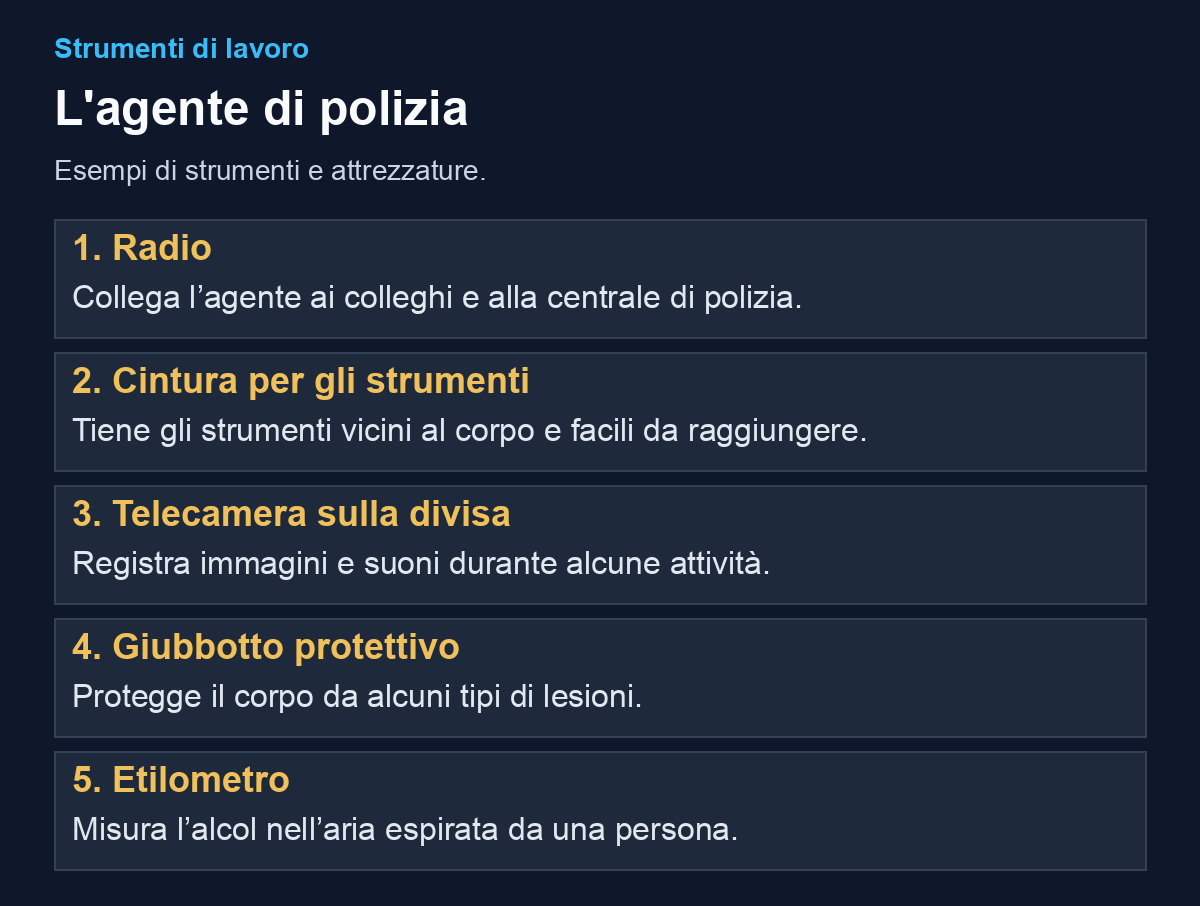 Strumenti di lavoro
L'agente di polizia
Esempi di strumenti e attrezzature.
1. Radio
Collega l’agente ai colleghi e alla centrale di polizia.
2. Cintura per gli strumenti
Tiene gli strumenti vicini al corpo e facili da raggiungere.
3. Telecamera sulla divisa
Registra immagini e suoni durante alcune attività.
4. Giubbotto protettivo
Protegge il corpo da alcuni tipi di lesioni.
5. Etilometro
Misura l’alcol nell’aria espirata da una persona.